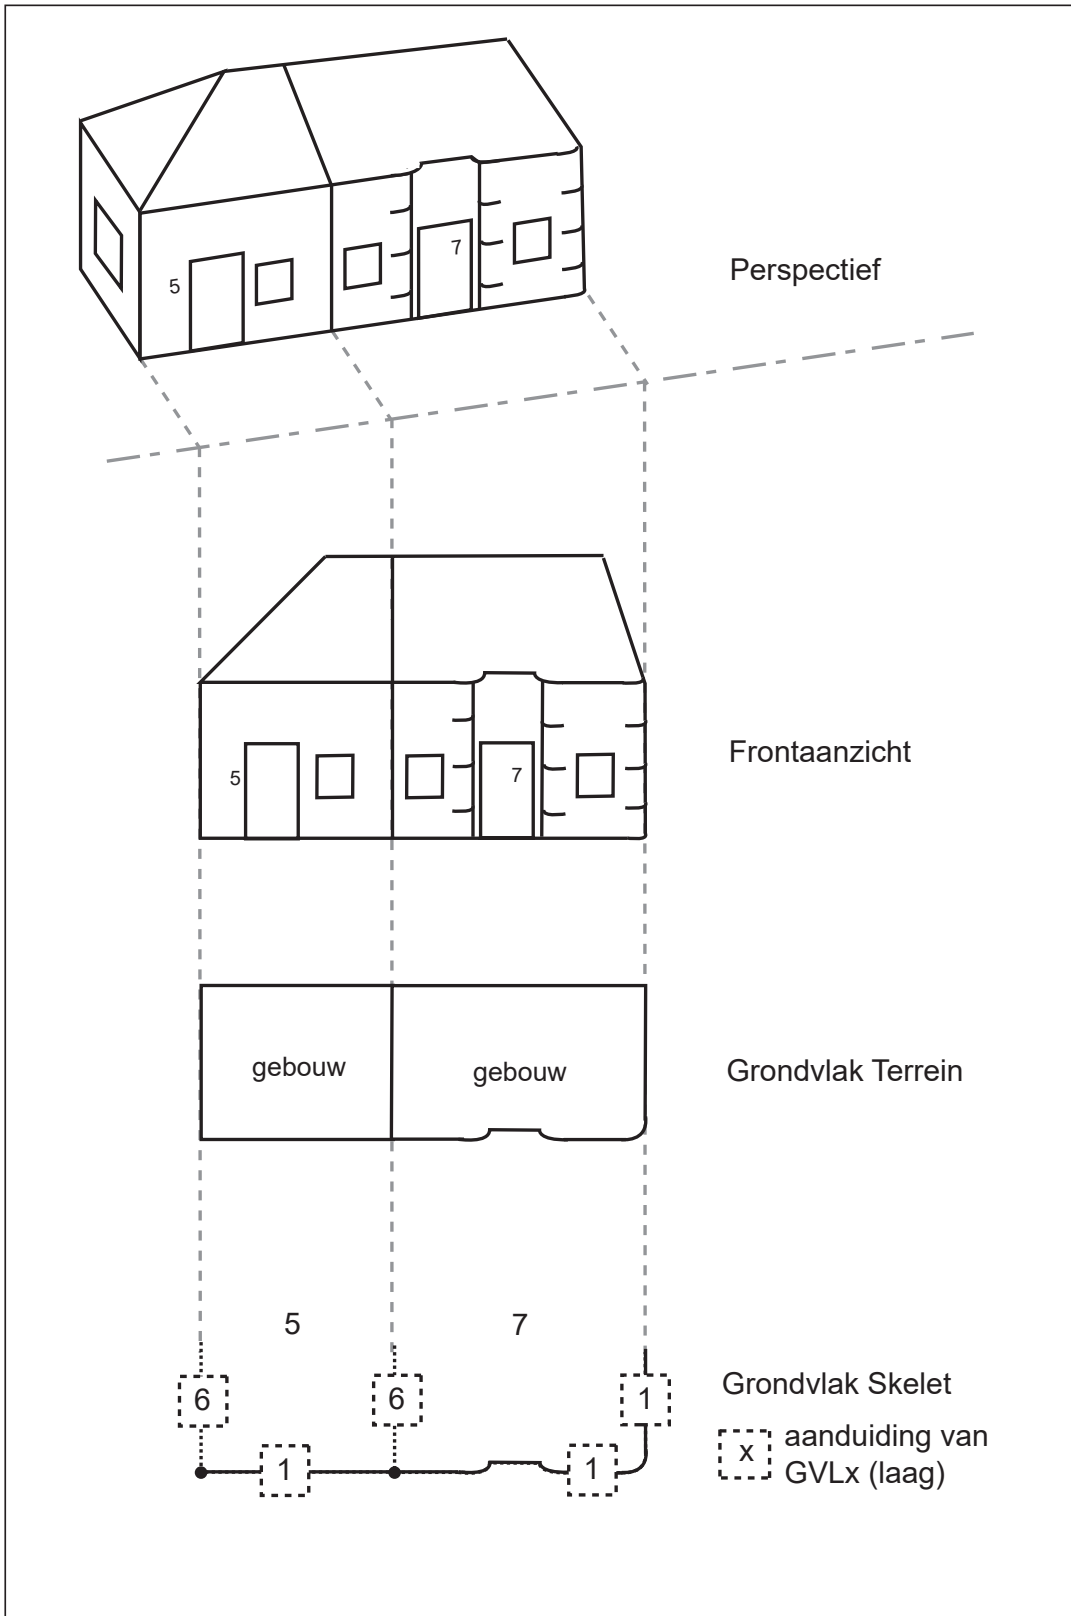 5
7
Perspectief
5
7
Frontaanzicht
gebouw
gebouw
Grondvlak Terrein
5
7
6
6
1
Grondvlak Skelet
x
aanduiding van
GVLx (laag)
1
1